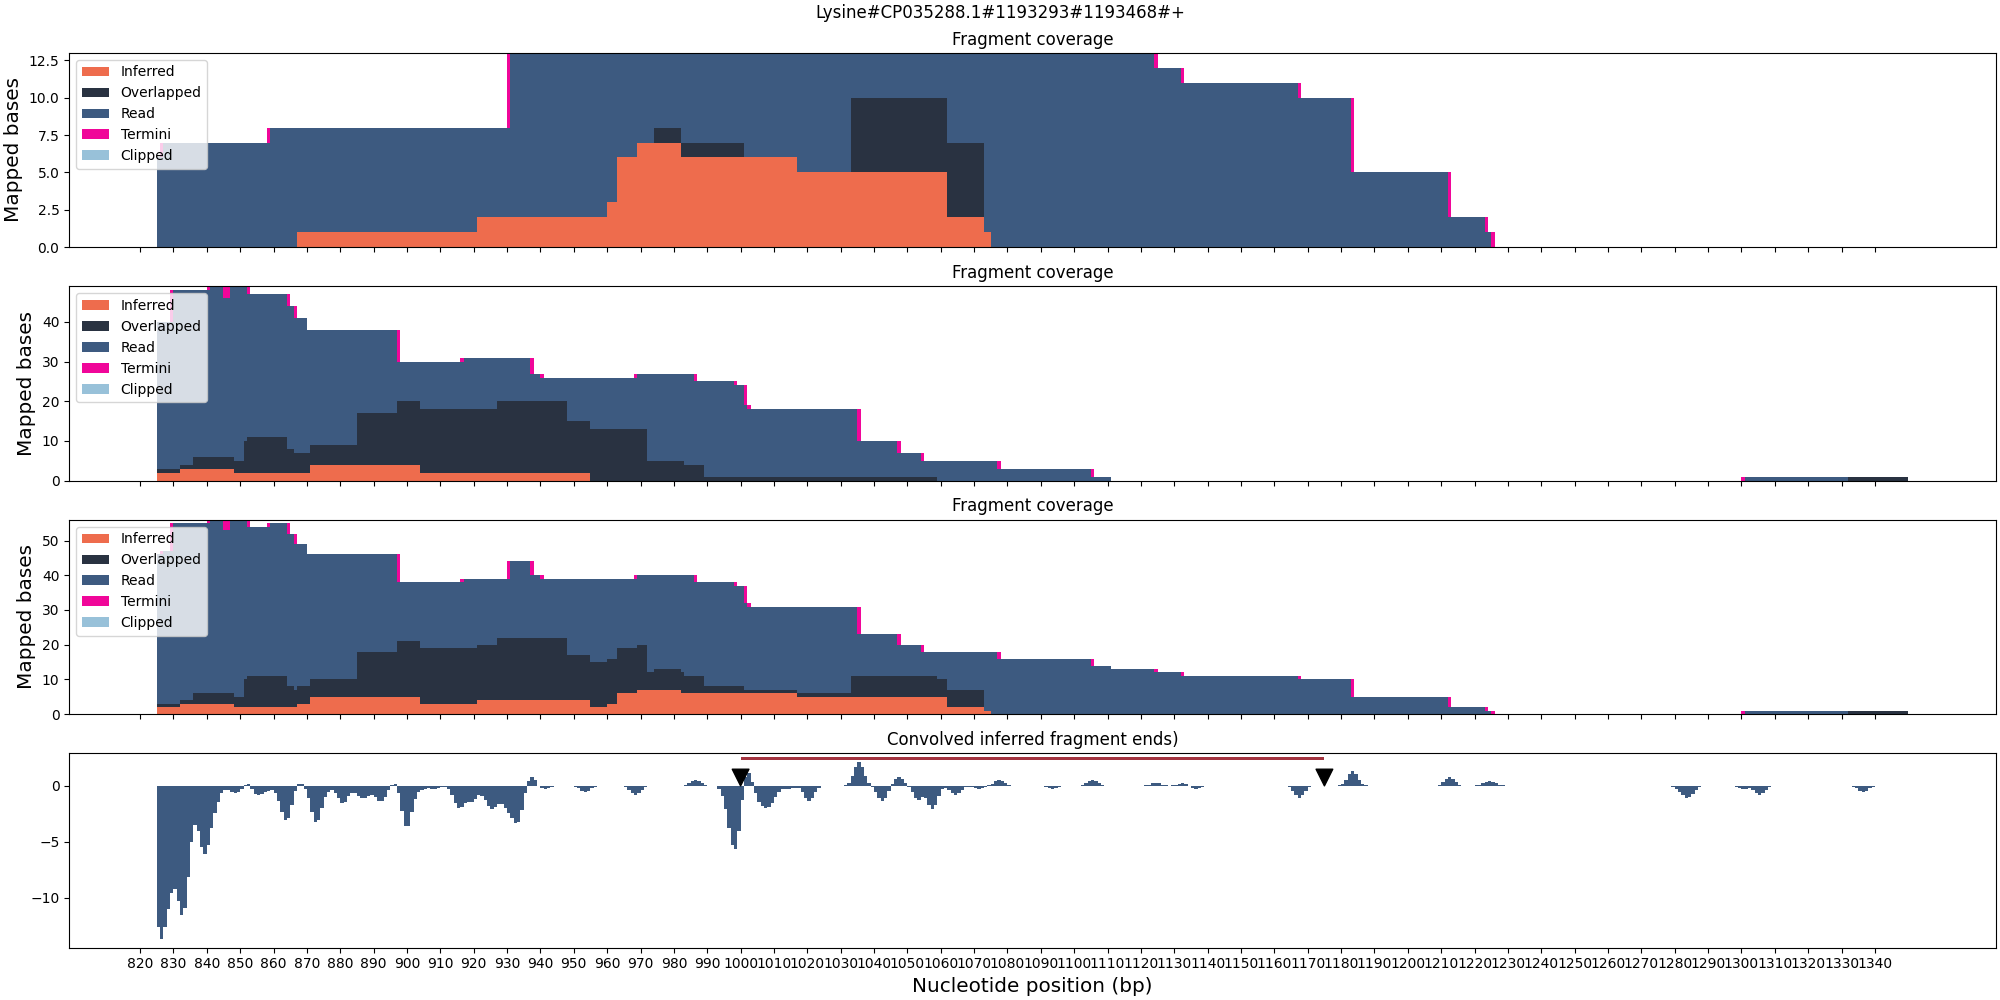 Lysine#CP035288.1#1193293#1193468#+
Fragment coverage
Mapped bases
12.5
10.0
7.5
5.0
2.5
0.0
Inferred
Overlapped
Read
Termini
Clipped
Fragment coverage
Mapped bases
40
30
20
10
0
Inferred
Overlapped
Read
Termini
Clipped
Fragment coverage
Mapped bases
50
40
30
20
10
0
Inferred
Overlapped
Read
Termini
Clipped
Convolved inferred fragment ends)
0
−5
−10
820 830 840 850 860 870 880 890 900 910 920 930 940 950 960 970 980 990 1000 1010 1020 1030 1040 1050 1060 1070 1080 1090 1100 1110 1120 1130 1140 1150 1160 1170 1180 1190 1200 1210 1220 1230 1240 1250 1260 1270 1280 1290 1300 1310 1320 1330 1340
Nucleotide position (bp)